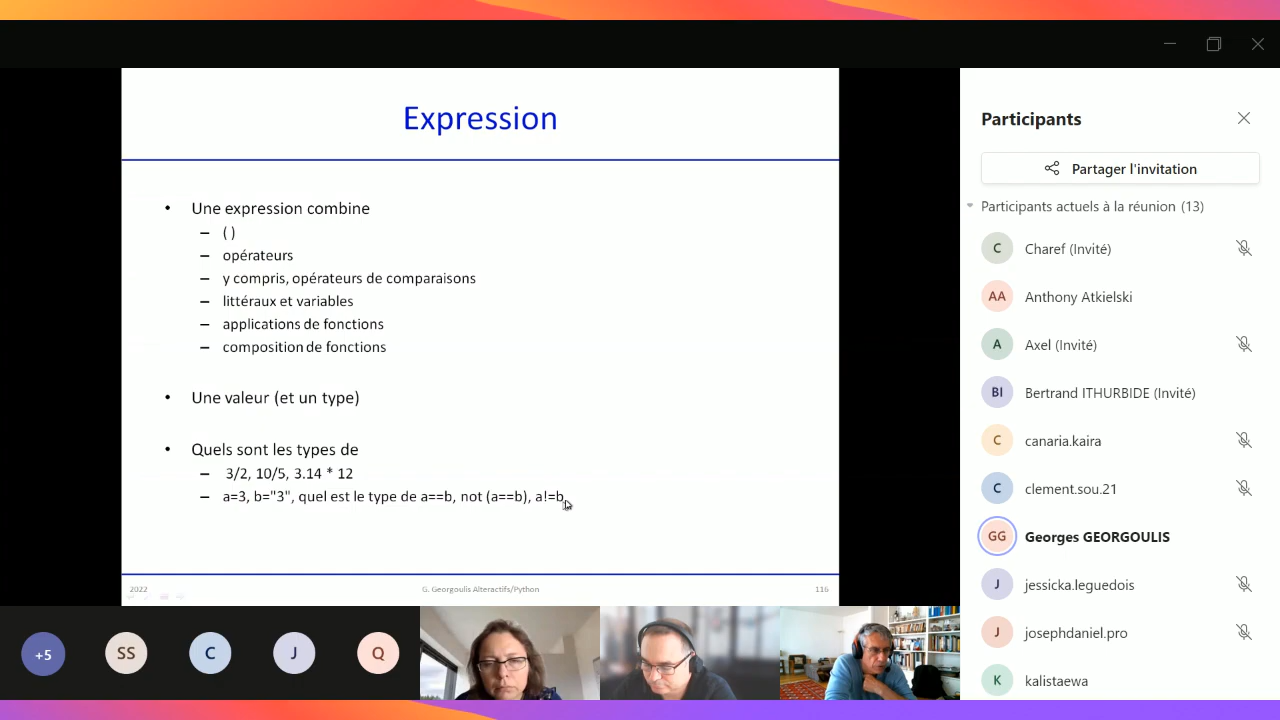 Expression
• Une expression combine
– ( )
– opérateurs
– y compris, opérateurs de comparaisons
– littéraux et variables
– applications de fonctions
– composition de fonctions
• Une valeur (et un type)
• Quels sont les types de
– 3/2, 10/5, 3.14 * 12
– a=3, b="3", quel est le type de a==b, not (a==b), a!=b
2022
G. Georgoulis Alteractifs/Python
116
+5
SS
C
J
Q
Participants
Partager l'invitation
Participants actuels à la réunion (13)
C Charef (Invité)
AA Anthony Atkielski
A Axel (Invité)
BI Bertrand ITHURBIDE (Invité)
C canaria.kaira
C clement.sou.21
GG Georges GEORGOULIS
J jessicka.leguedois
J josephdaniel.pro
K kalistaewa